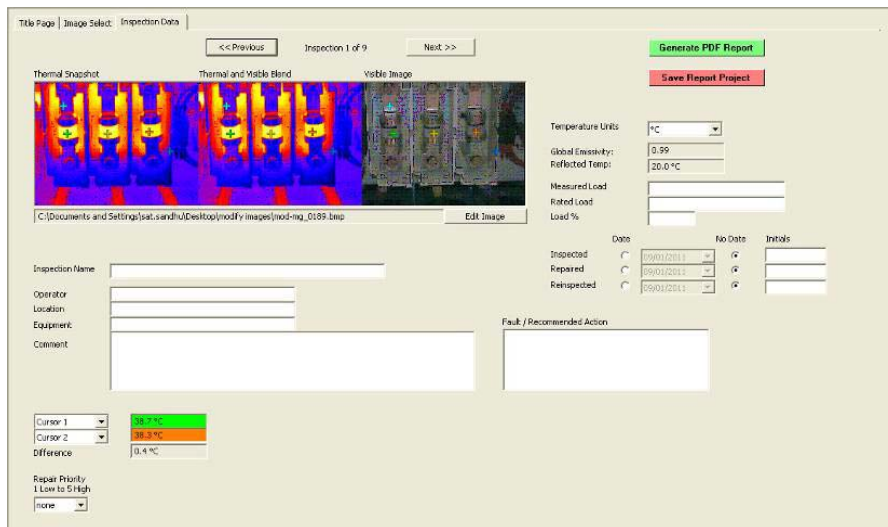 Title Page Image Select Inspection Data
<< Previous Inspection 1 of 9 Next >> Generate PDF Report
Save Report Project
Thermal Snapshot Thermal and Visible Blend Visible Image
Temperature Units °C
Global Emissivity: 0.99
Reflected Temp: 20.0 °C
Measured Load
Rated Load
Load %
C:\Documents and Settings\sat.sandhu\Desktop\modify images\mod-mg_0189.bmp Edit Image
Date No Date Initials
Inspected 09/01/2011
Repaired 09/01/2011
Reinspected 09/01/2011
Inspection Name
Operator
Location
Equipment
Comment
Fault / Recommended Action
Cursor 1 38.7 °C
Cursor 2 38.3 °C
Difference 0.4 °C
Repair Priority
1 Low to 5 High
none